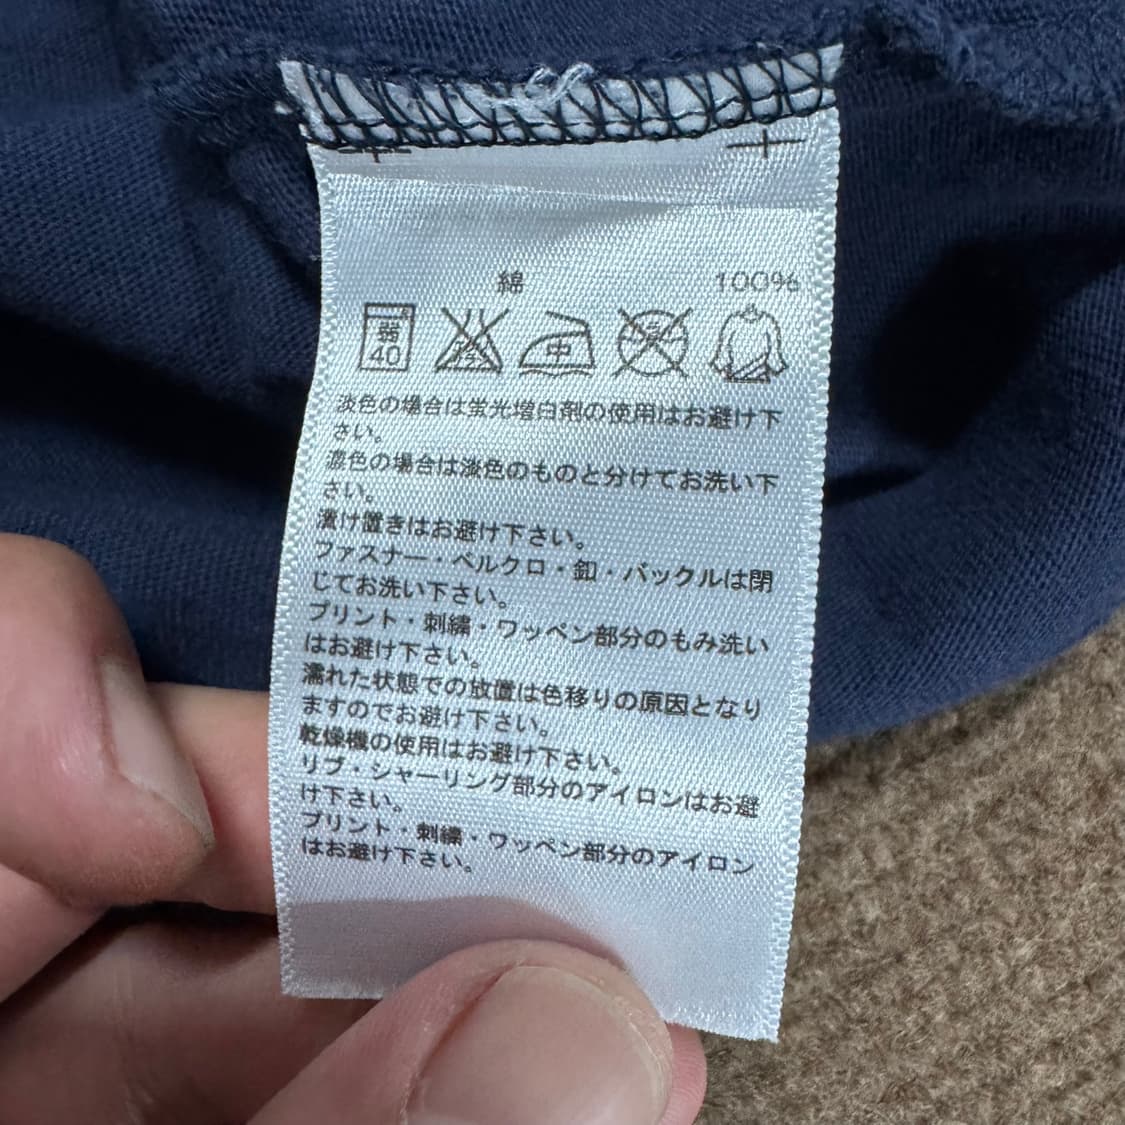 綿 100%
弱
40
中
淡色の場合は蛍光増白剤の使用はお避け下
さい。
濃色の場合は淡色のものと分けてお洗い下
さい。
漬け置きはお避け下さい。
ファスナー・ベルクロ・釦・バックルは閉
じてお洗い下さい。
プリント・刺繍・ワッペン部分のもみ洗い
はお避け下さい。
濡れた状態での放置は色移りの原因となり
ますのでお避け下さい。
乾燥機の使用はお避け下さい。
リブ・シャーリング部分のアイロンはお避
け下さい。
プリント・刺繍・ワッペン部分のアイロン
はお避け下さい。